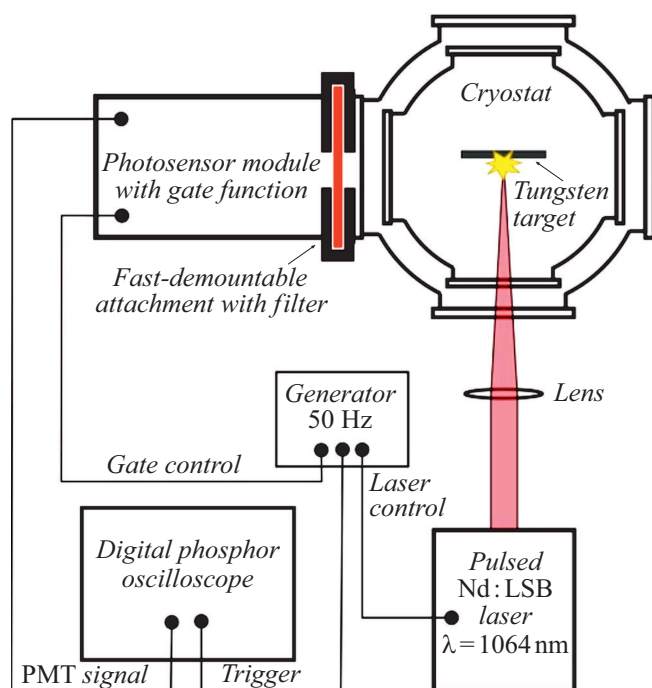 Cryostat
Photosensor module
with gate function
Tungsten
target
Fast-demountable
attachment with filter
Generator
50 Hz
Lens
Gate control
Laser
control
Digital phosphor
oscilloscope
Pulsed
Nd : LSB
laser
λ = 1064 nm
PMT signal
Trigger